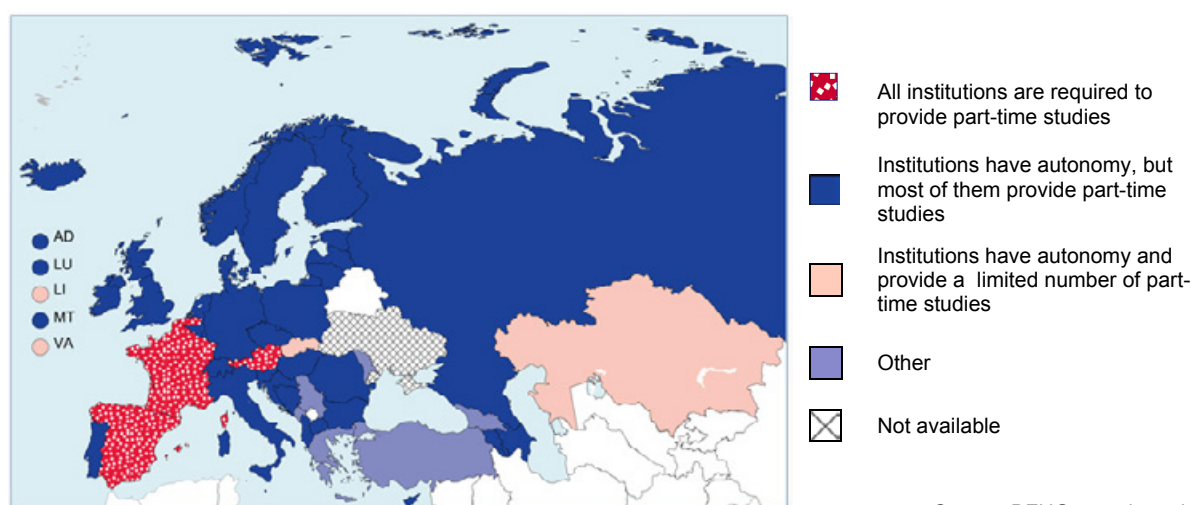 AD
LU
LI
MT
VA
All institutions are required to
provide part-time studies
Institutions have autonomy, but
most of them provide part-time
studies
Institutions have autonomy and
provide a limited number of part-
time studies
Other
Not available